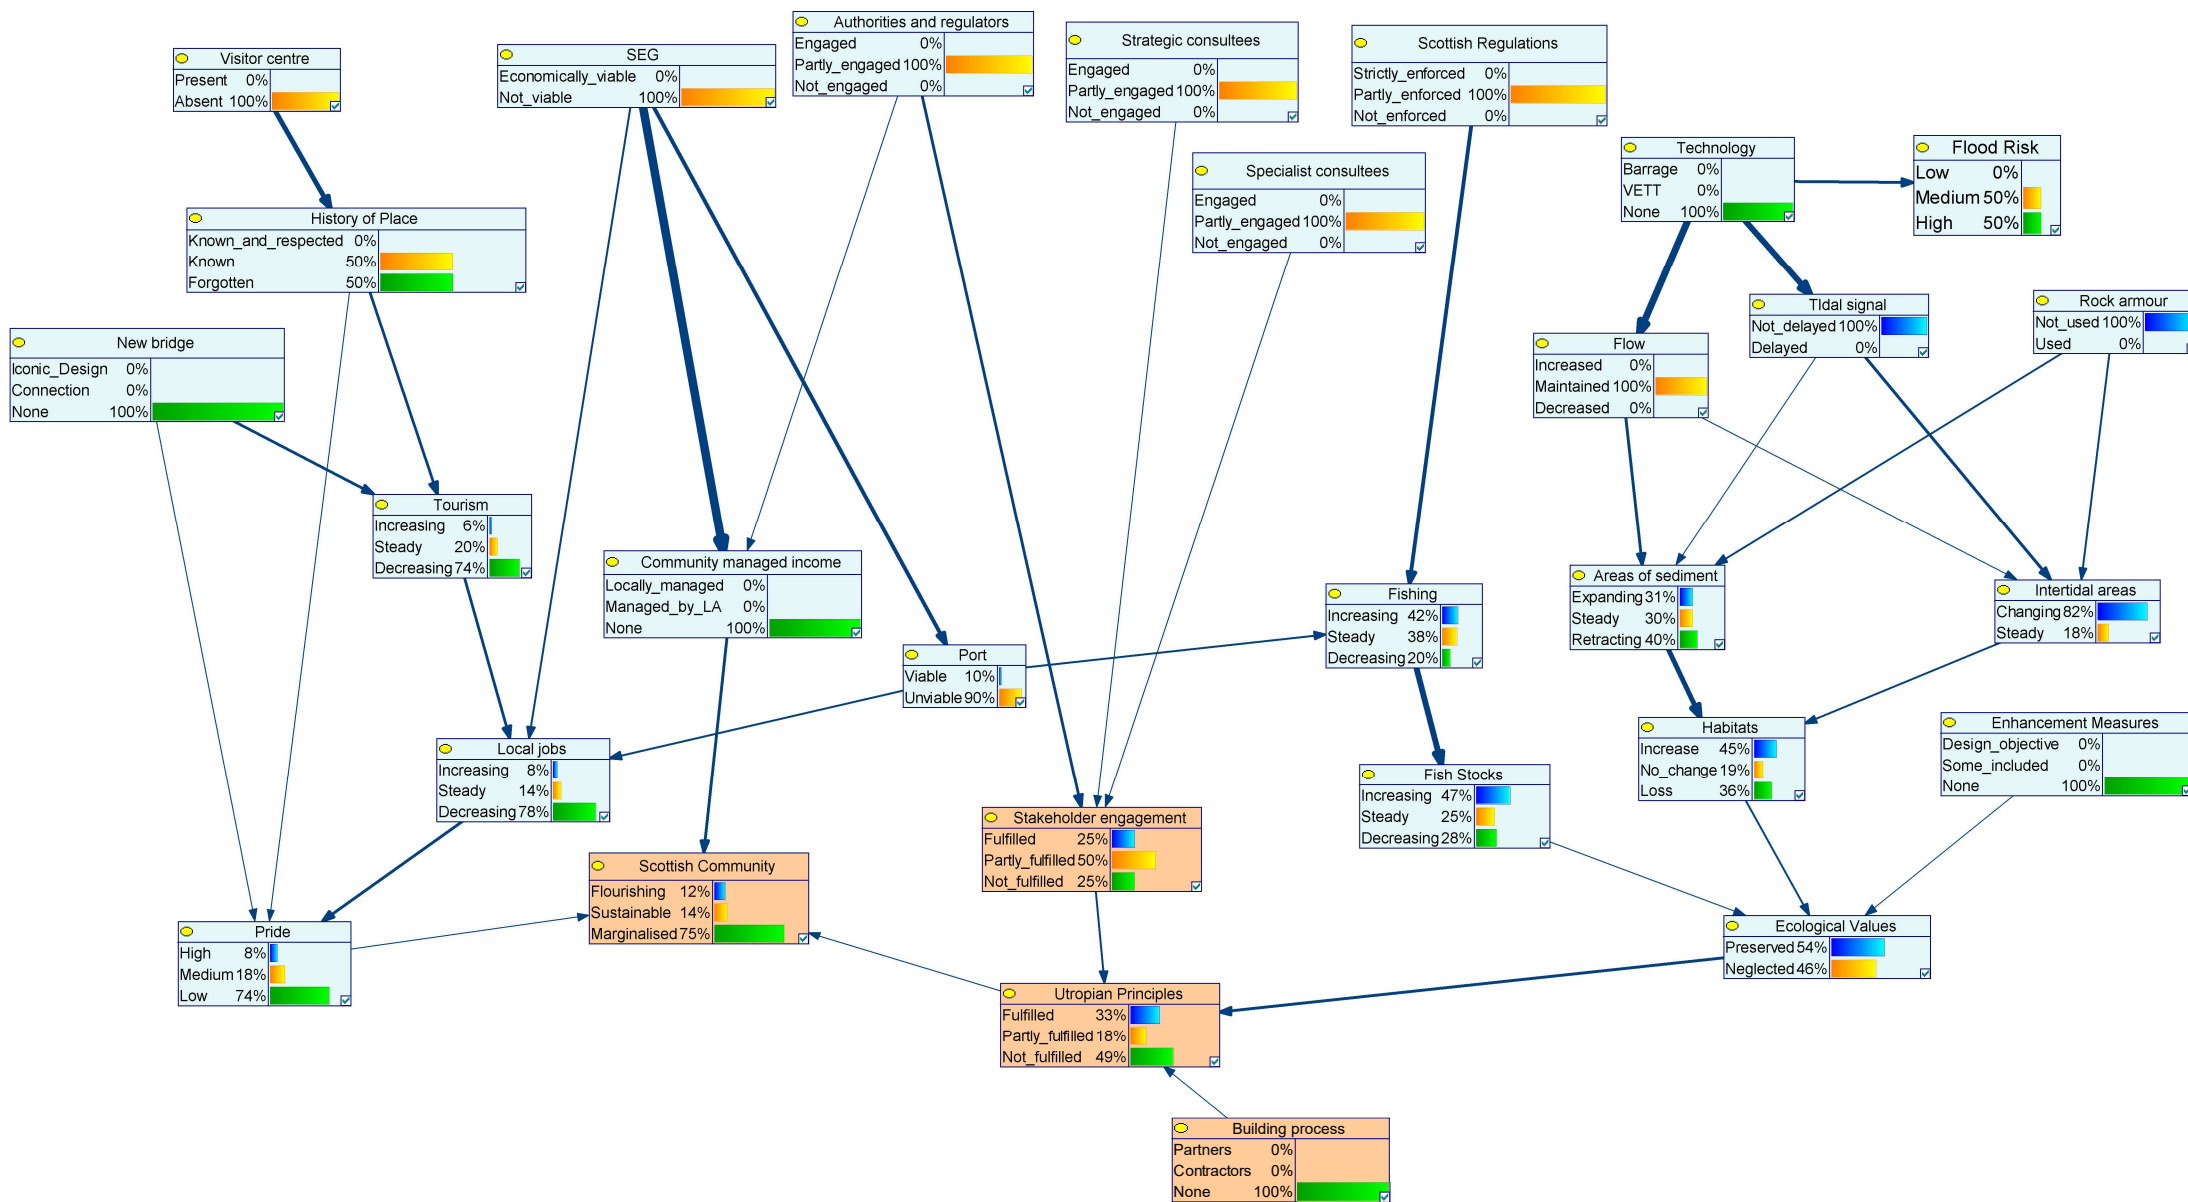 Visitor centre
Present 0%
Absent 100%
SEG
Economically_viable 0%
Not_viable 100%
Authorities and regulators
Engaged 0%
Partly_engaged 100%
Not_engaged 0%
Strategic consultees
Engaged 0%
Partly_engaged 100%
Not_engaged 0%
Scottish Regulations
Strictly_enforced 0%
Partly_enforced 100%
Not_enforced 0%
Technology
Barrage 0%
VETT 0%
None 100%
Flood Risk
Low 0%
Medium 50%
High 50%
Specialist consultees
Engaged 0%
Partly_engaged 100%
Not_engaged 0%
History of Place
Known_and_respected 0%
Known 50%
Forgotten 50%
New bridge
Iconic_Design 0%
Connection 0%
None 100%
Flow
Increased 0%
Maintained 100%
Decreased 0%
TIdal signal
Not_delayed 100%
Delayed 0%
Rock armour
Not_used 100%
Used 0%
Tourism
Increasing 6%
Steady 20%
Decreasing 74%
Community managed income
Locally_managed 0%
Managed_by_LA 0%
None 100%
Port
Viable 10%
Unviable 90%
Fishing
Increasing 42%
Steady 38%
Decreasing 20%
Areas of sediment
Expanding 31%
Steady 30%
Retracting 40%
Intertidal areas
Changing 82%
Steady 18%
Local jobs
Increasing 8%
Steady 14%
Decreasing 78%
Habitats
Increase 45%
No_change 19%
Loss 36%
Enhancement Measures
Design_objective 0%
Some_included 0%
None 100%
Fish Stocks
Increasing 47%
Steady 25%
Decreasing 28%
Stakeholder engagement
Fulfilled 25%
Partly_fulfilled 50%
Not_fulfilled 25%
Scottish Community
Flourishing 12%
Sustainable 14%
Marginalised 75%
Pride
High 8%
Medium 18%
Low 74%
Ecological Values
Preserved 54%
Neglected 46%
Utropian Principles
Fulfilled 33%
Partly_fulfilled 18%
Not_fulfilled 49%
Building process
Partners 0%
Contractors 0%
None 100%